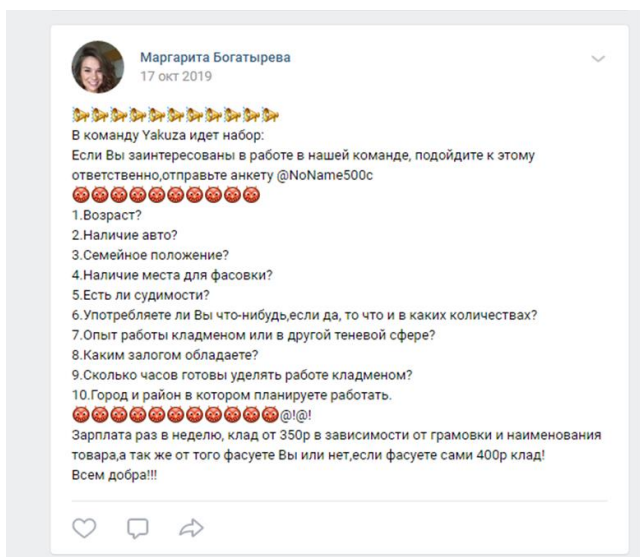 Маргарита Богатырева
17 окт 2019
В команду Yakuza идет набор:
Если Вы заинтересованы в работе в нашей команде, подойдите к этому
ответственно,отправьте анкету @NoName500c
1.Возраст?
2.Наличие авто?
3.Семейное положение?
4.Наличие места для фасовки?
5.Есть ли судимости?
6.Употребляете ли Вы что-нибудь,если да, то что и в каких количествах?
7.Опыт работы кладменом или в другой теневой сфере?
8.Каким залогом обладаете?
9.Сколько часов готовы уделять работе кладменом?
10.Город и район в котором планируете работать.
@!@!
Зарплата раз в неделю, клад от 350р в зависимости от грамовки и наименования
товара,а так же от того фасуете Вы или нет,если фасуете сами 400р клад!
Всем добра!!!